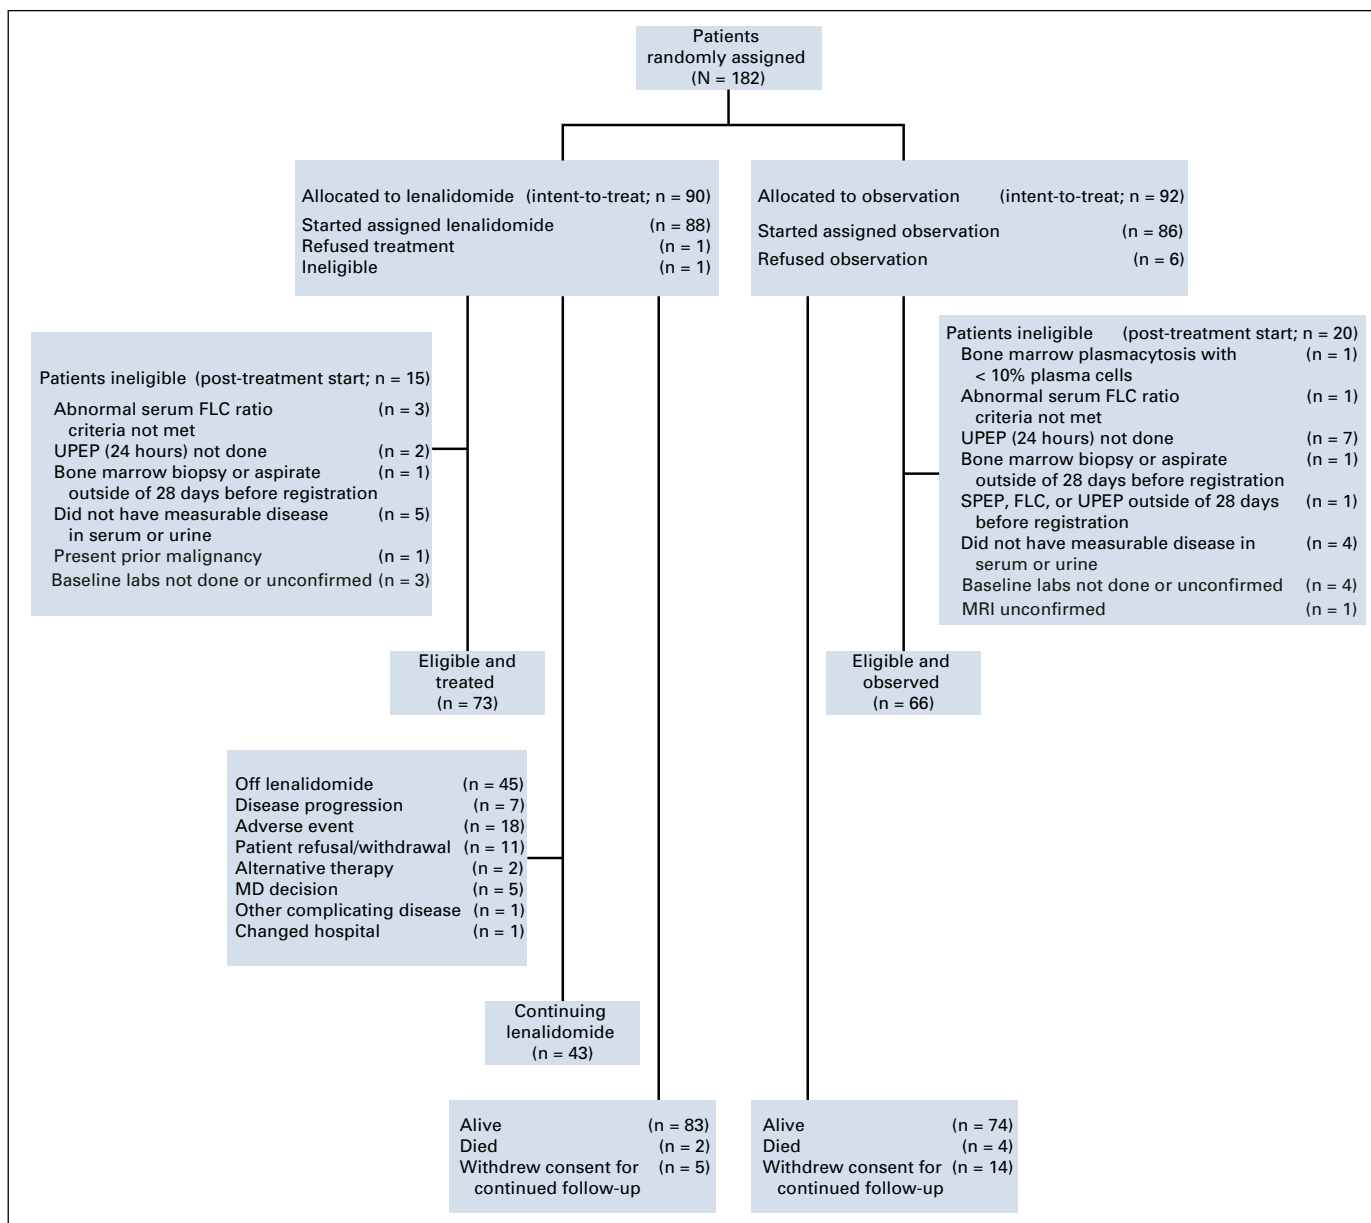 Patients
randomly assigned
(N = 182)
Allocated to lenalidomide (intent-to-treat; n = 90)
Started assigned lenalidomide (n = 88)
Refused treatment (n = 1)
Ineligible (n = 1)
Allocated to observation (intent-to-treat; n = 92)
Started assigned observation (n = 86)
Refused observation (n = 6)
Patients ineligible (post-treatment start; n = 15)
Abnormal serum FLC ratio (n = 3)
criteria not met
UPEP (24 hours) not done (n = 2)
Bone marrow biopsy or aspirate (n = 1)
outside of 28 days before registration
Did not have measurable disease (n = 5)
in serum or urine
Present prior malignancy (n = 1)
Baseline labs not done or unconfirmed (n = 3)
Patients ineligible (post-treatment start; n = 20)
Bone marrow plasmacytosis with (n = 1)
< 10% plasma cells
Abnormal serum FLC ratio (n = 1)
criteria not met
UPEP (24 hours) not done (n = 7)
Bone marrow biopsy or aspirate (n = 1)
outside of 28 days before registration
SPEP, FLC, or UPEP outside of 28 days (n = 1)
before registration
Did not have measurable disease in (n = 4)
serum or urine
Baseline labs not done or unconfirmed (n = 4)
MRI unconfirmed (n = 1)
Eligible and
treated
(n = 73)
Eligible and
observed
(n = 66)
Off lenalidomide (n = 45)
Disease progression (n = 7)
Adverse event (n = 18)
Patient refusal/withdrawal (n = 11)
Alternative therapy (n = 2)
MD decision (n = 5)
Other complicating disease (n = 1)
Changed hospital (n = 1)
Continuing
lenalidomide
(n = 43)
Alive (n = 83)
Died (n = 2)
Withdrew consent for (n = 5)
continued follow-up
Alive (n = 74)
Died (n = 4)
Withdrew consent for (n = 14)
continued follow-up